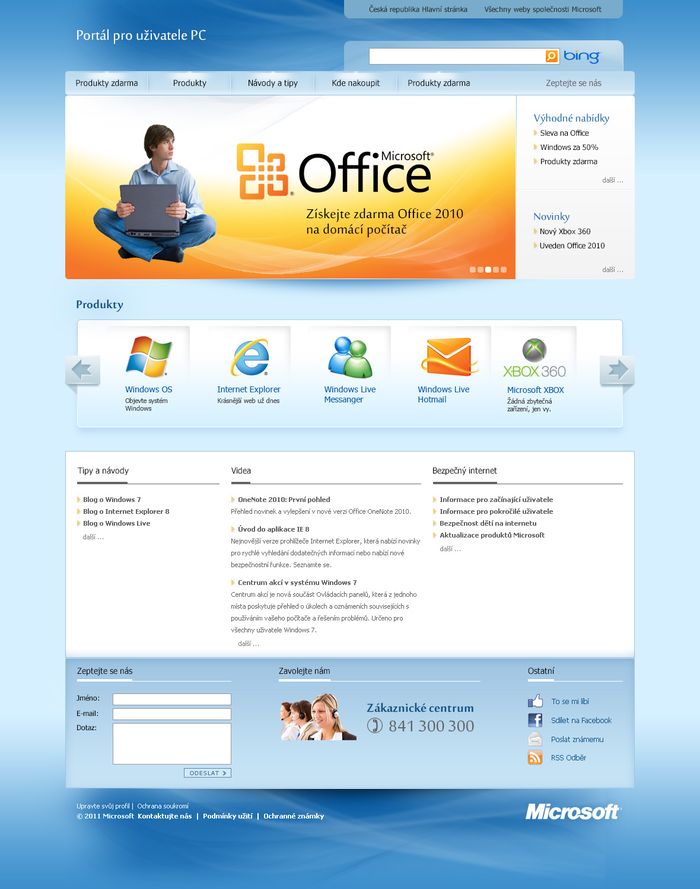 Česká republika Hlavní stránka
Všechny weby společnosti Microsoft
Portál pro uživatele PC
bing
Produkty zdarma
Produkty
Návody a tipy
Kde nakoupit
Produkty zdarma
Zeptejte se nás
Microsoft®
Office
Získejte zdarma Office 2010
na domácí počítač
Výhodné nabídky
Sleva na Office
Windows za 50%
Produkty zdarma
další ...
Novinky
Nový Xbox 360
Uveden Office 2010
další ...
Produkty
Windows OS
Objevte systém
Windows
Internet Explorer
Krásnější web už dnes
Windows Live
Messanger
Windows Live
Hotmail
XBOX 360
Microsoft XBOX
Žádná zbytečná
zařízení, jen vy.
Tipy a návody
Blog o Windows 7
Blog o Internet Explorer 8
Blog o Windows Live
další ...
Videa
OneNote 2010: První pohled
Přehled novinek a vylepšení v nové verzi Office OneNote 2010.
Úvod do aplikace IE 8
Nejnovější verze prohlížeče Internet Explorer, která nabízí novinky
pro rychlé vyhledání dodatečných informací nebo nabízí nové
bezpečnostní funkce. Seznamte se.
Centrum akcí v systému Windows 7
Centrum akcí je nová součást Ovládacích panelů, která z jednoho
místa poskytuje přehled o úkolech a oznámeních souvisejících s
používáním vašeho počítače a řešením problémů. Určeno pro
všechny uživatele Windows 7.
další ...
Bezpečný internet
Informace pro začínající uživatele
Informace pro pokročilé uživatele
Bezpečnost dětí na internetu
Aktualizace produktů Microsoft
další ...
Zeptejte se nás
Jméno:
E-mail:
Dotaz:
ODESLAT
Zavolejte nám
Zákaznické centrum
841 300 300
Ostatní
To se mi líbí
Sdílet na Facebook
Poslat známemu
RSS Odběr
Upravte svůj profil | Ochrana soukromí
© 2011 Microsoft Kontaktujte nás | Podmínky užití | Ochranné známky
Microsoft®